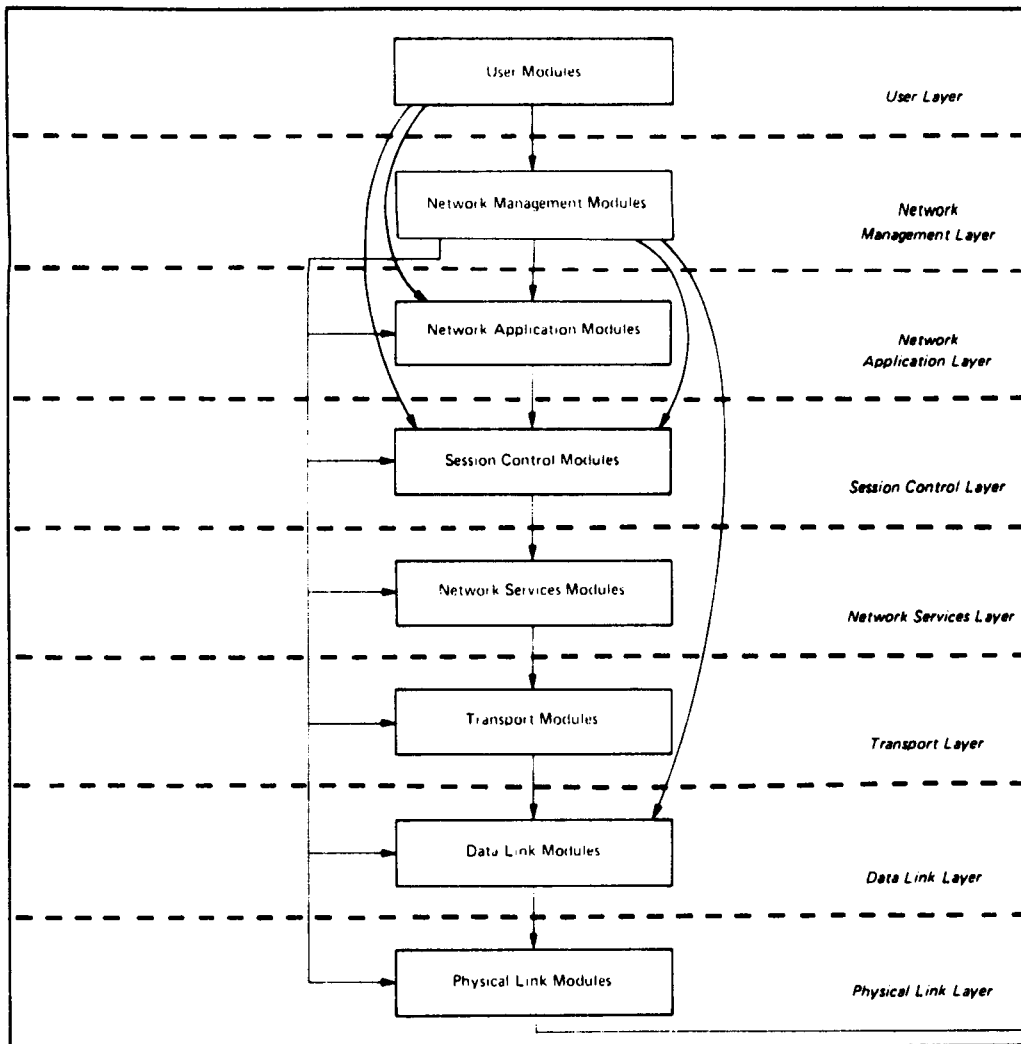 User Modules
User Layer
Network Management Modules
Network
Management Layer
Network Application Modules
Network
Application Layer
Session Control Modules
Session Control Layer
Network Services Modules
Network Services Layer
Transport Modules
Transport Layer
Data Link Modules
Data Link Layer
Physical Link Modules
Physical Link Layer